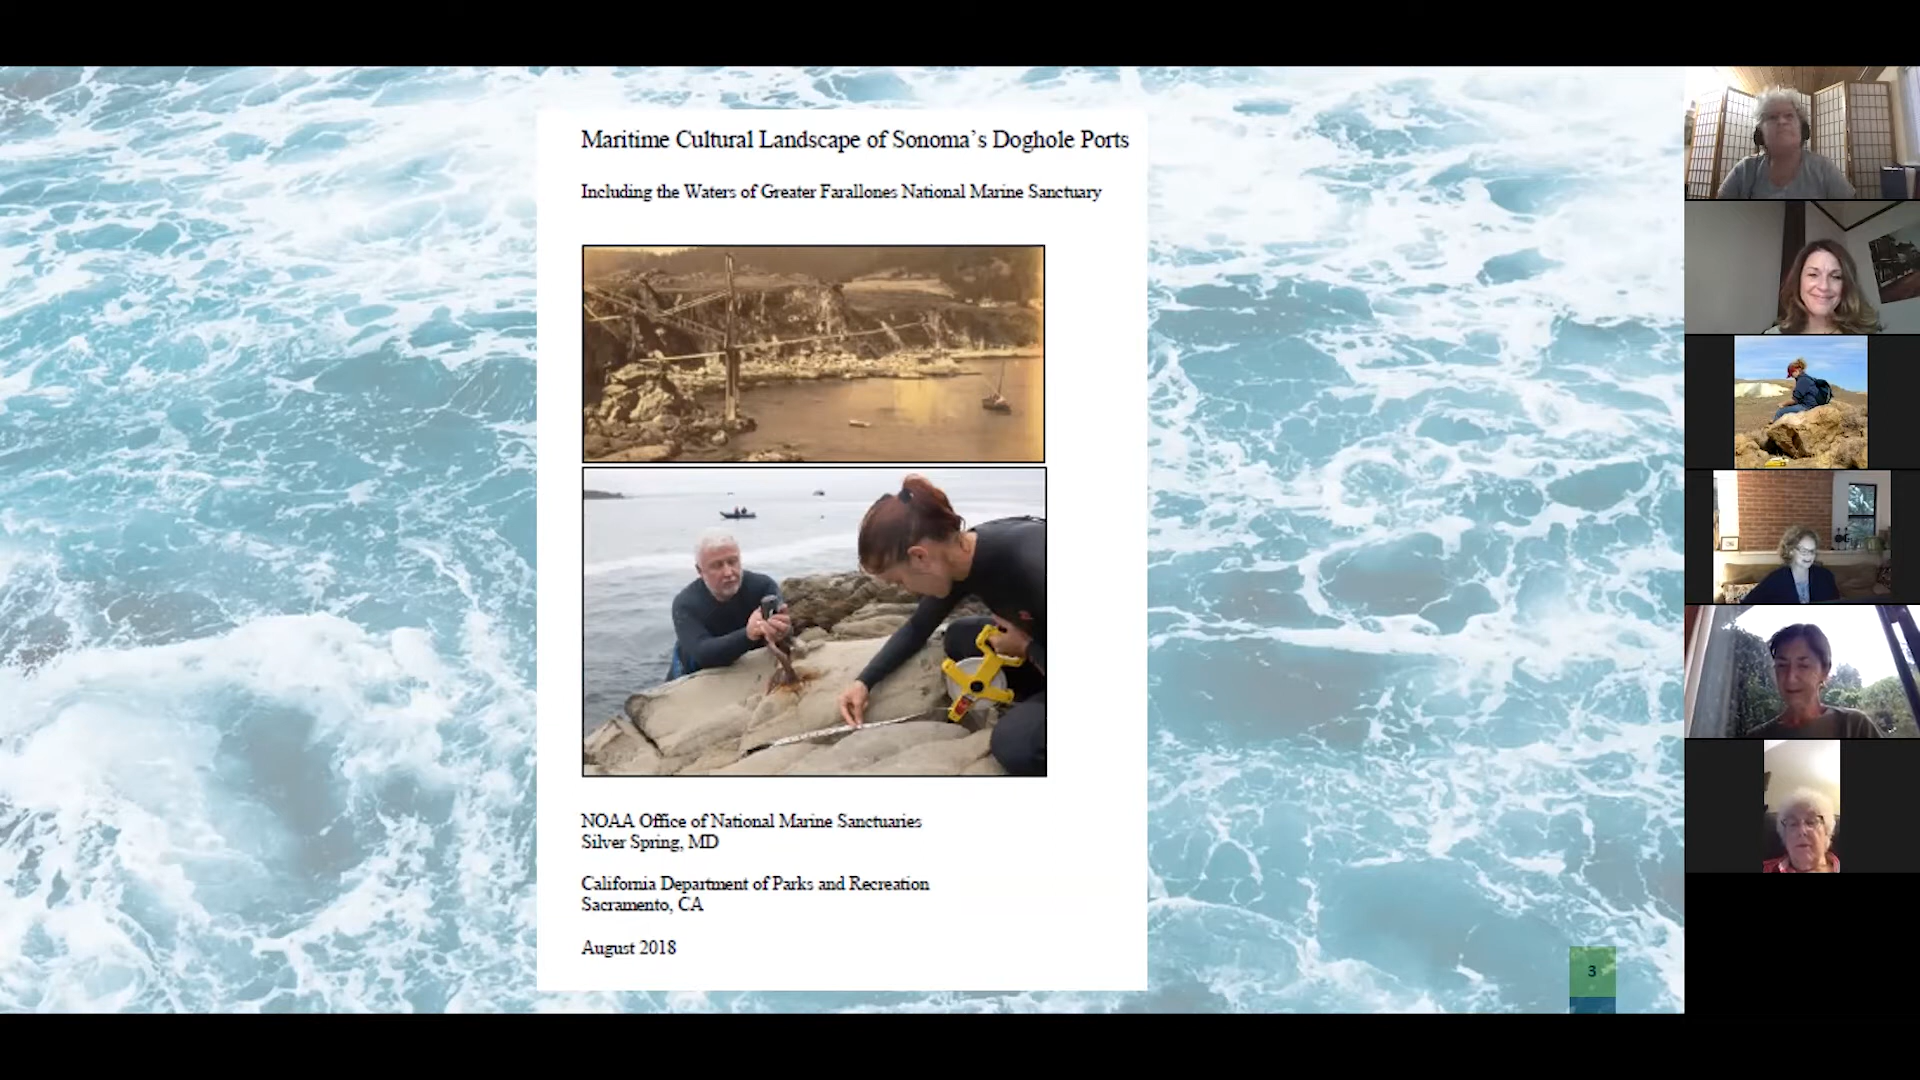 Maritime Cultural Landscape of Sonoma's Doghole Ports
Including the Waters of Greater Farallones National Marine Sanctuary
NOAA Office of National Marine Sanctuaries
Silver Spring, MD
California Department of Parks and Recreation
Sacramento, CA
August 2018
3